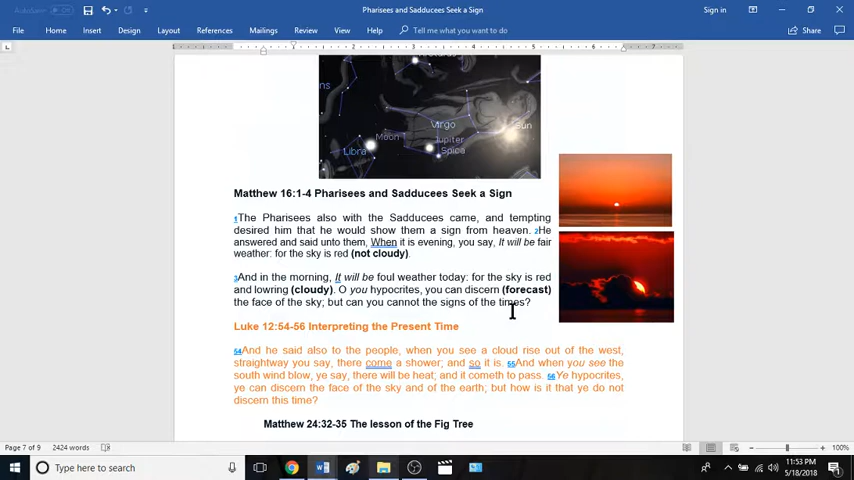 AutoSave Off
Pharisees and Sadducees Seek a Sign
Sign in
File Home Insert Draw Design Layout References Mailings Review View Help Tell me what you want to do Share
ns
Virgo
Sun
Moon
Jupiter
Libra
Spica
Matthew 16:1-4 Pharisees and Sadducees Seek a Sign
1The Pharisees also with the Sadducees came, and tempting
desired him that he would show them a sign from heaven. 2He
answered and said unto them, When it is evening, you say, It will be fair
weather: for the sky is red (not cloudy).
3And in the morning, It will be foul weather today: for the sky is red
and lowring (cloudy). O you hypocrites, you can discern (forecast)
the face of the sky; but can you cannot the signs of the times?
Luke 12:54-56 Interpreting the Present Time
54And he said also to the people, when you see a cloud rise out of the west,
straightway you say, there come a shower; and so it is. 55And when you see the
south wind blow, ye say, there will be heat; and it cometh to pass. 56Ye hypocrites,
ye can discern the face of the sky and of the earth; but how is it that ye do not
discern this time?
Matthew 24:32-35 The lesson of the Fig Tree
Page 7 of 9 2424 words
100%
Type here to search
11:53 PM
5/18/2018